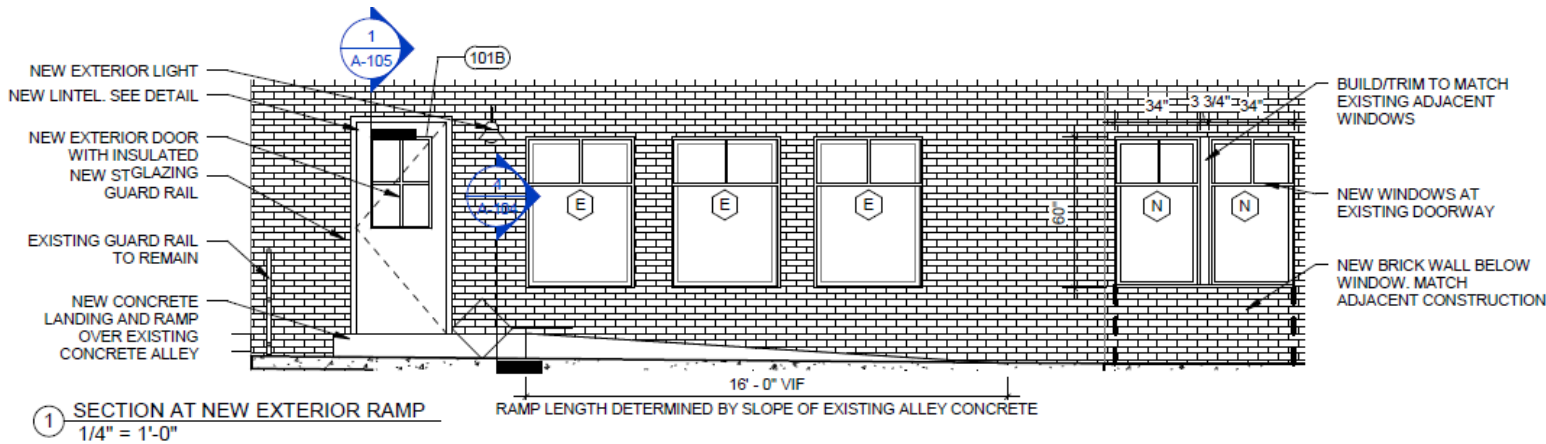 1
A-105
101B
NEW EXTERIOR LIGHT
NEW LINTEL. SEE DETAIL
NEW EXTERIOR DOOR
WITH INSULATED
GLAZING
NEW ST
GUARD RAIL
EXISTING GUARD RAIL
TO REMAIN
NEW CONCRETE
LANDING AND RAMP
OVER EXISTING
CONCRETE ALLEY
4
A-104
E
E
E
34"
3 3/4"
34"
60"
N
N
BUILD/TRIM TO MATCH
EXISTING ADJACENT
WINDOWS
NEW WINDOWS AT
EXISTING DOORWAY
NEW BRICK WALL BELOW
WINDOW. MATCH
ADJACENT CONSTRUCTION
16' - 0" VIF
RAMP LENGTH DETERMINED BY SLOPE OF EXISTING ALLEY CONCRETE
1
SECTION AT NEW EXTERIOR RAMP
1/4" = 1'-0"